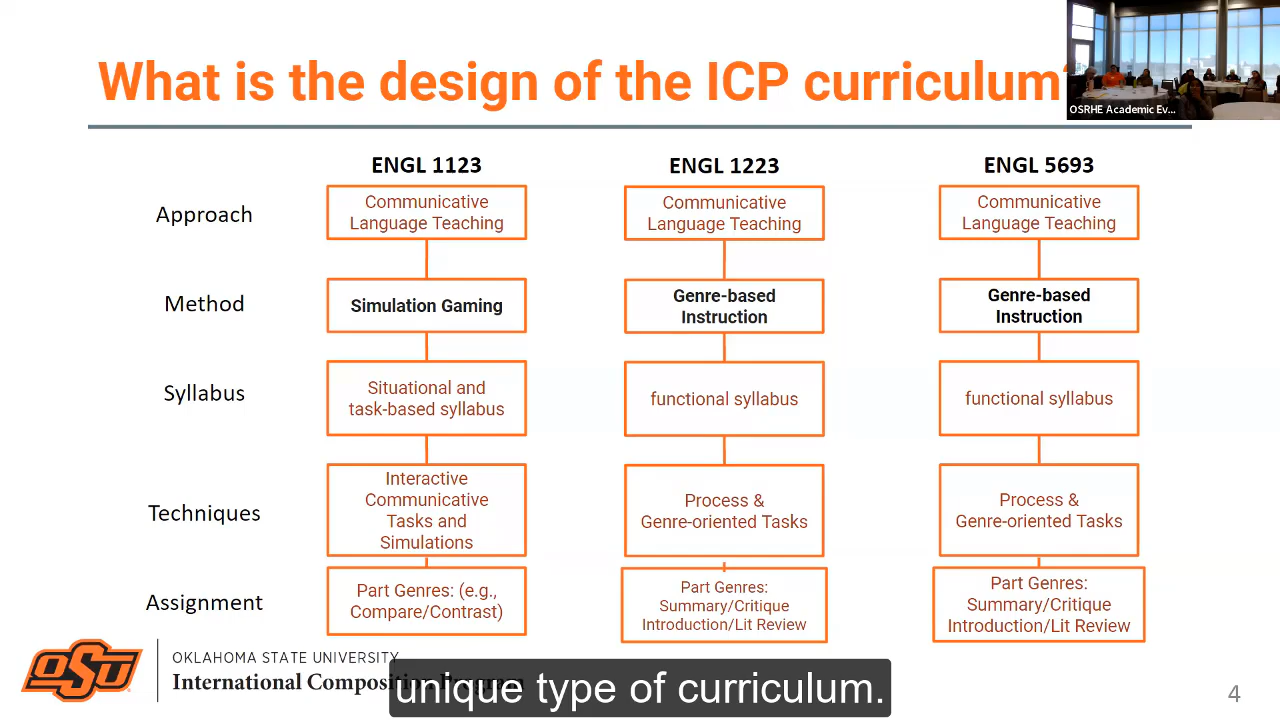 What is the design of the ICP curriculum
OSRHE Academic Ev...
ENGL 1123
ENGL 1223
ENGL 5693
Approach
Communicative
Language Teaching
Communicative
Language Teaching
Communicative
Language Teaching
Method
Simulation Gaming
Genre-based
Instruction
Genre-based
Instruction
Syllabus
Situational and
task-based syllabus
functional syllabus
functional syllabus
Techniques
Interactive
Communicative
Tasks and
Simulations
Process &
Genre-oriented Tasks
Process &
Genre-oriented Tasks
Assignment
Part Genres: (e.g.,
Compare/Contrast)
Part Genres:
Summary/Critique
Introduction/Lit Review
Part Genres:
Summary/Critique
Introduction/Lit Review
OSU
OKLAHOMA STATE UNIVERSITY
International Composition Program
unique type of curriculum.
4